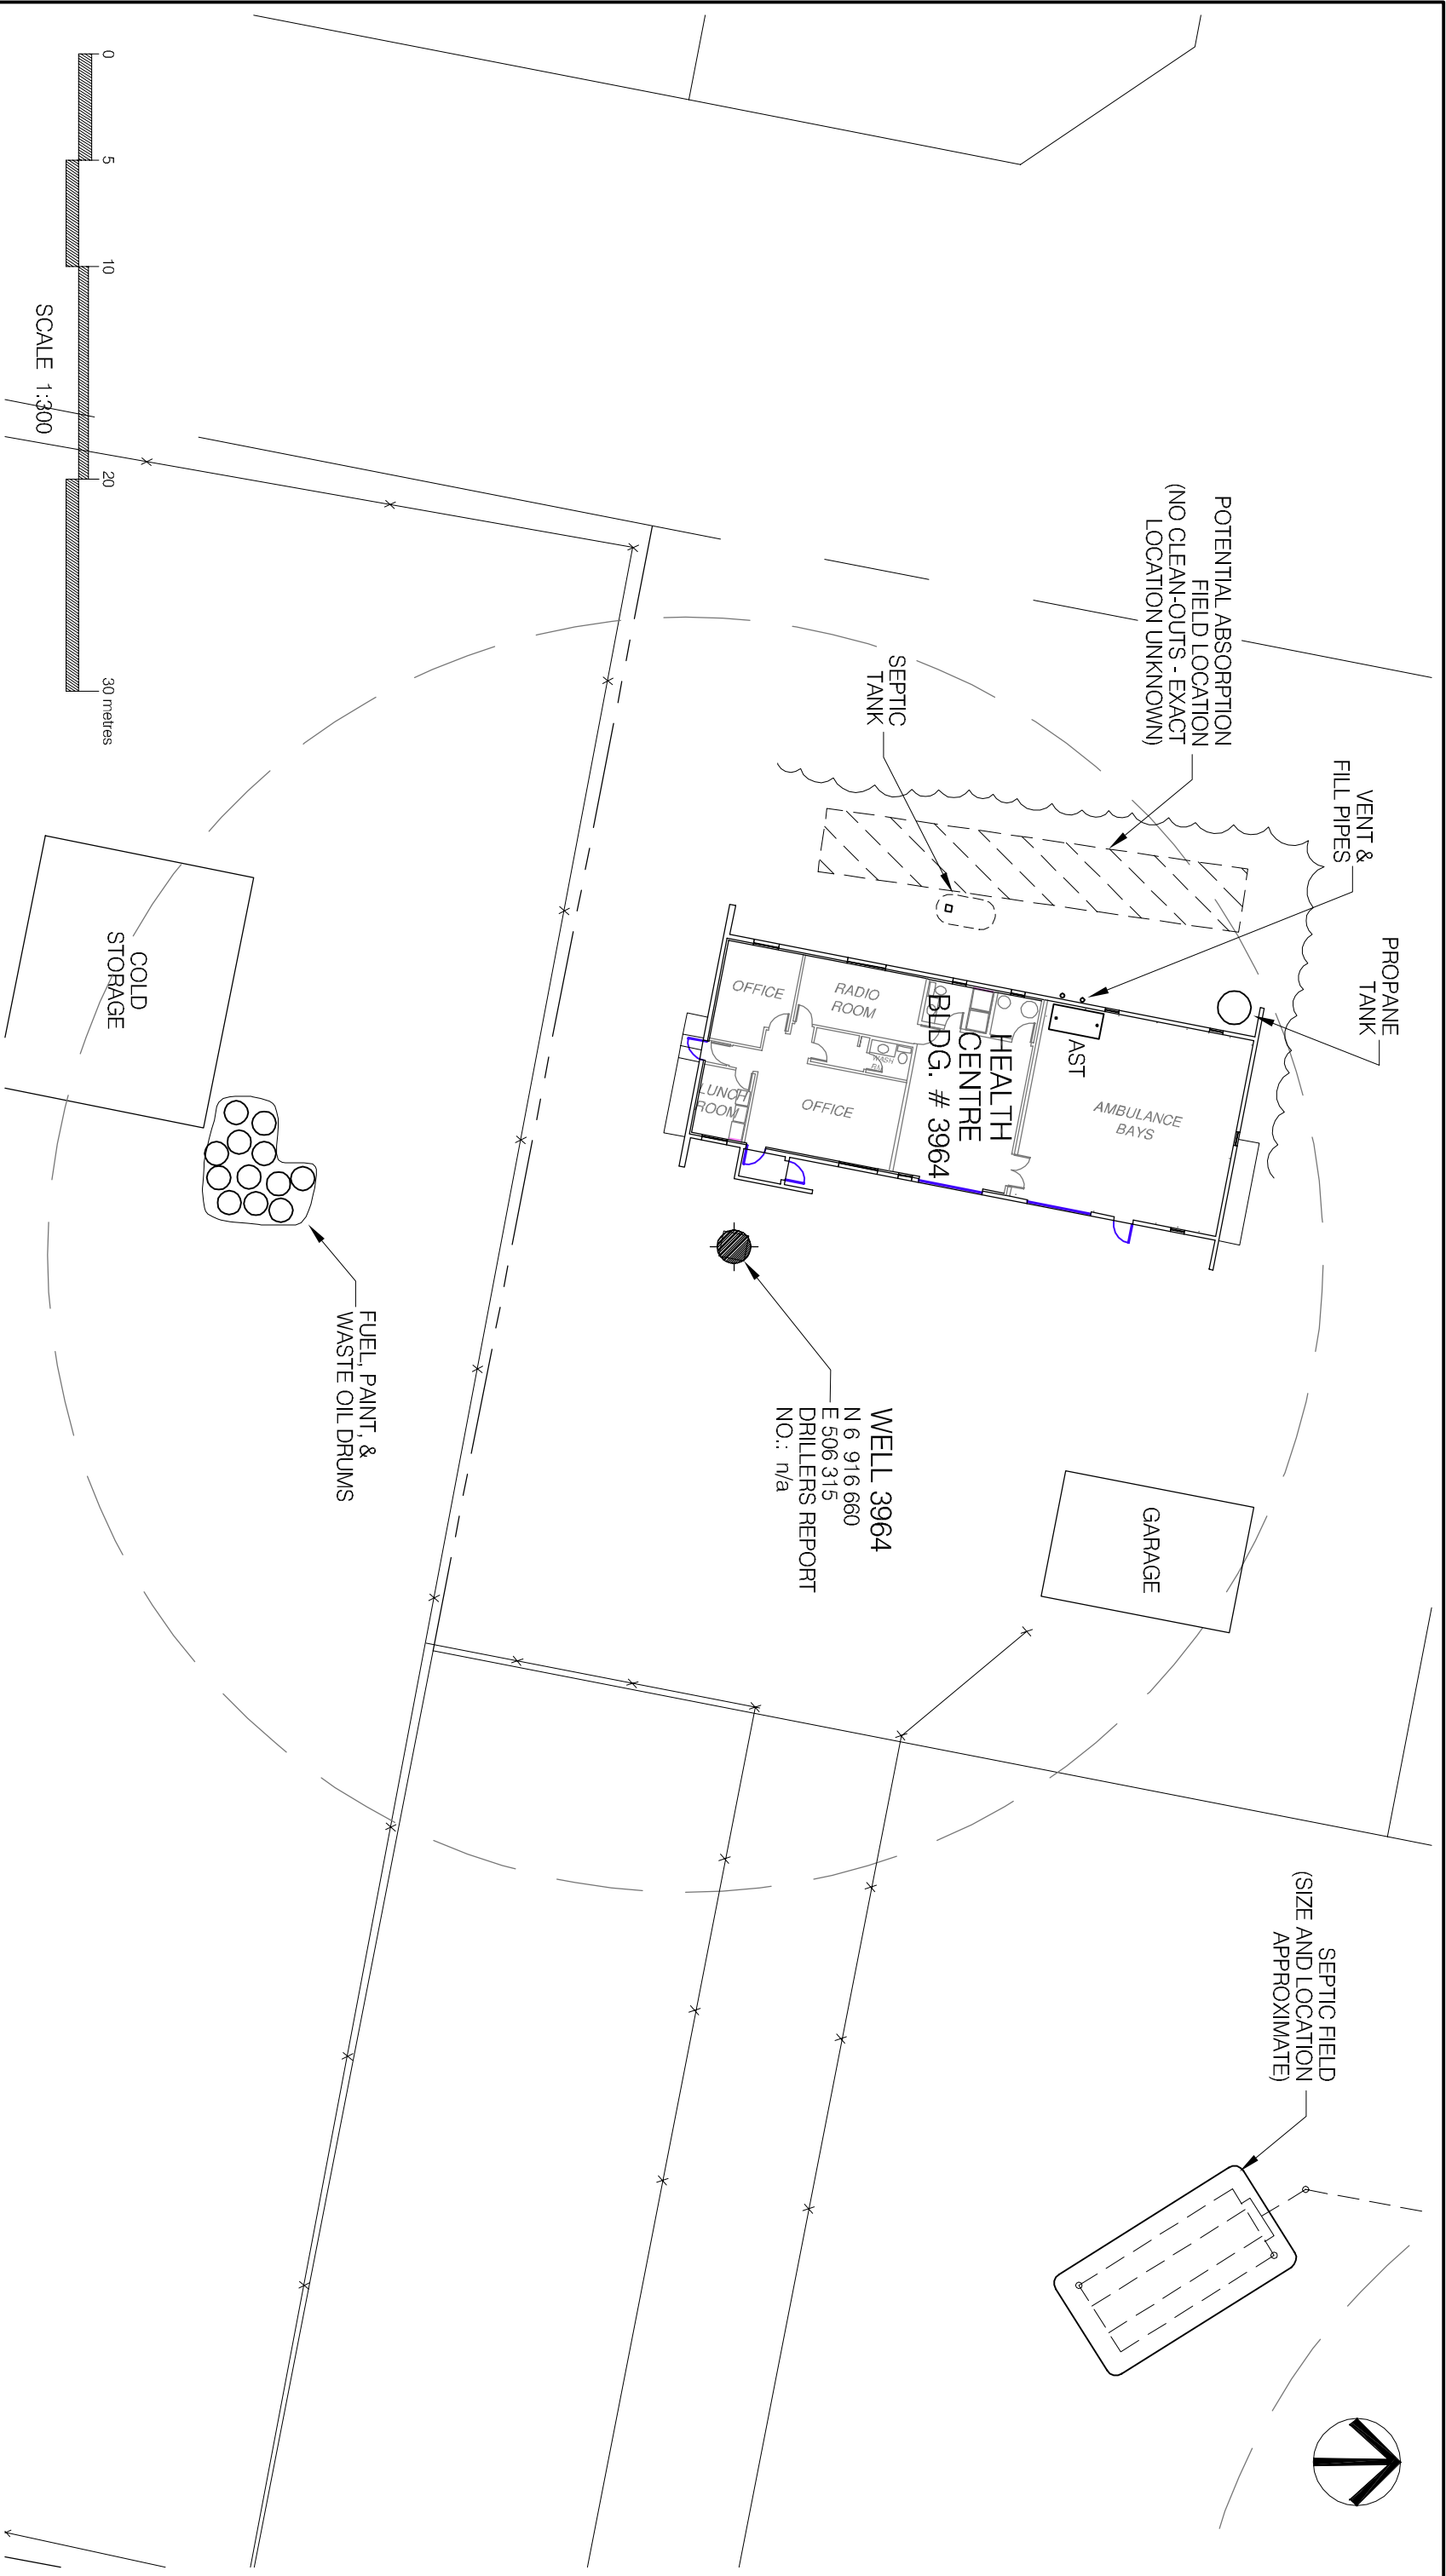 PROPANE
TANK
VENT &
FILL PIPES
POTENTIAL ABSORPTION
FIELD LOCATION
(NO CLEAN-OUTS - EXACT
LOCATION UNKNOWN)
SEPTIC
TANK
SEPTIC FIELD
(SIZE AND LOCATION
APPROXIMATE)
GARAGE
AMBULANCE
BAYS
AST
HEALTH
CENTRE
BLDG. # 3964
RADIO
ROOM
OFFICE
WASH
RM
OFFICE
LUNCH
ROOM
WELL 3964
N 6 916 660
E 506 315
DRILLERS REPORT
NO.: n/a
FUEL, PAINT, &
WASTE OIL DRUMS
COLD
STORAGE
0
5
10
20
30 metres
SCALE 1:300